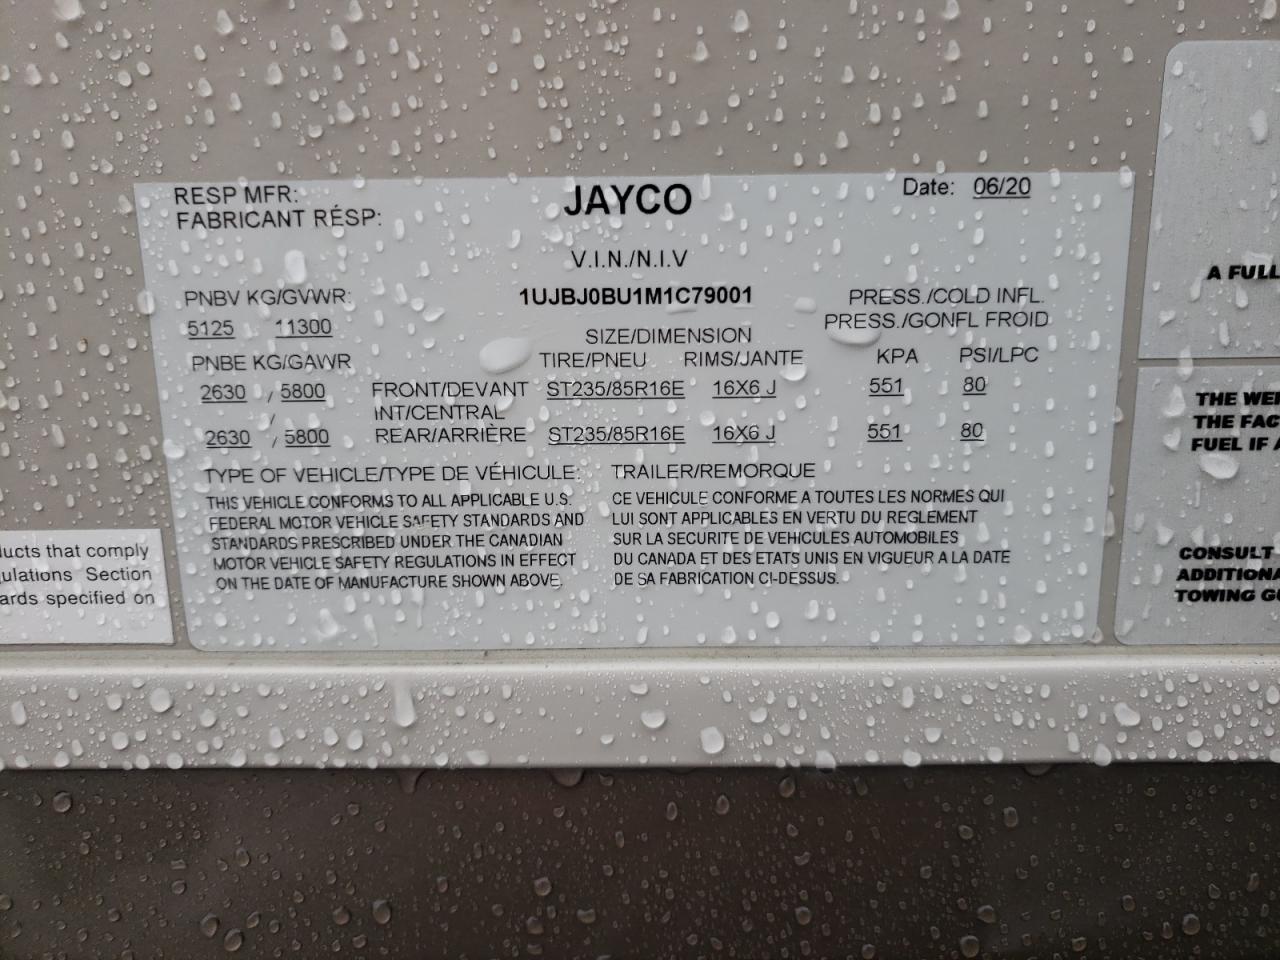 RESP MFR:
FABRICANT RÉSP:
JAYCO
Date: 06/20
V.I.N./N.I.V
PNBV KG/GVWR: 1UJBJ0BU1M1C79001 PRESS./COLD INFL.
5125 11300 SIZE/DIMENSION PRESS./GONFL FROID
PNBE KG/GAWR TIRE/PNEU RIMS/JANTE KPA PSI/LPC
2630 / 5800 FRONT/DEVANT ST235/85R16E 16X6 J 551 80
/ INT/CENTRAL
2630 / 5800 REAR/ARRIÈRE ST235/85R16E 16X6 J 551 80
TYPE OF VEHICLE/TYPE DE VÉHICULE: TRAILER/REMORQUE
THIS VEHICLE CONFORMS TO ALL APPLICABLE U.S.
FEDERAL MOTOR VEHICLE SAFETY STANDARDS AND
STANDARDS PRESCRIBED UNDER THE CANADIAN
MOTOR VEHICLE SAFETY REGULATIONS IN EFFECT
ON THE DATE OF MANUFACTURE SHOWN ABOVE.
CE VEHICULE CONFORME A TOUTES LES NORMES QUI
LUI SONT APPLICABLES EN VERTU DU REGLEMENT
SUR LA SECURITE DE VEHICULES AUTOMOBILES
DU CANADA ET DES ETATS UNIS EN VIGUEUR A LA DATE
DE SA FABRICATION CI-DESSUS.
ducts that comply
gulations Section
ards specified on
A FULL
THE WEI
THE FAC
FUEL IF A
CONSULT
ADDITIONA
TOWING GU